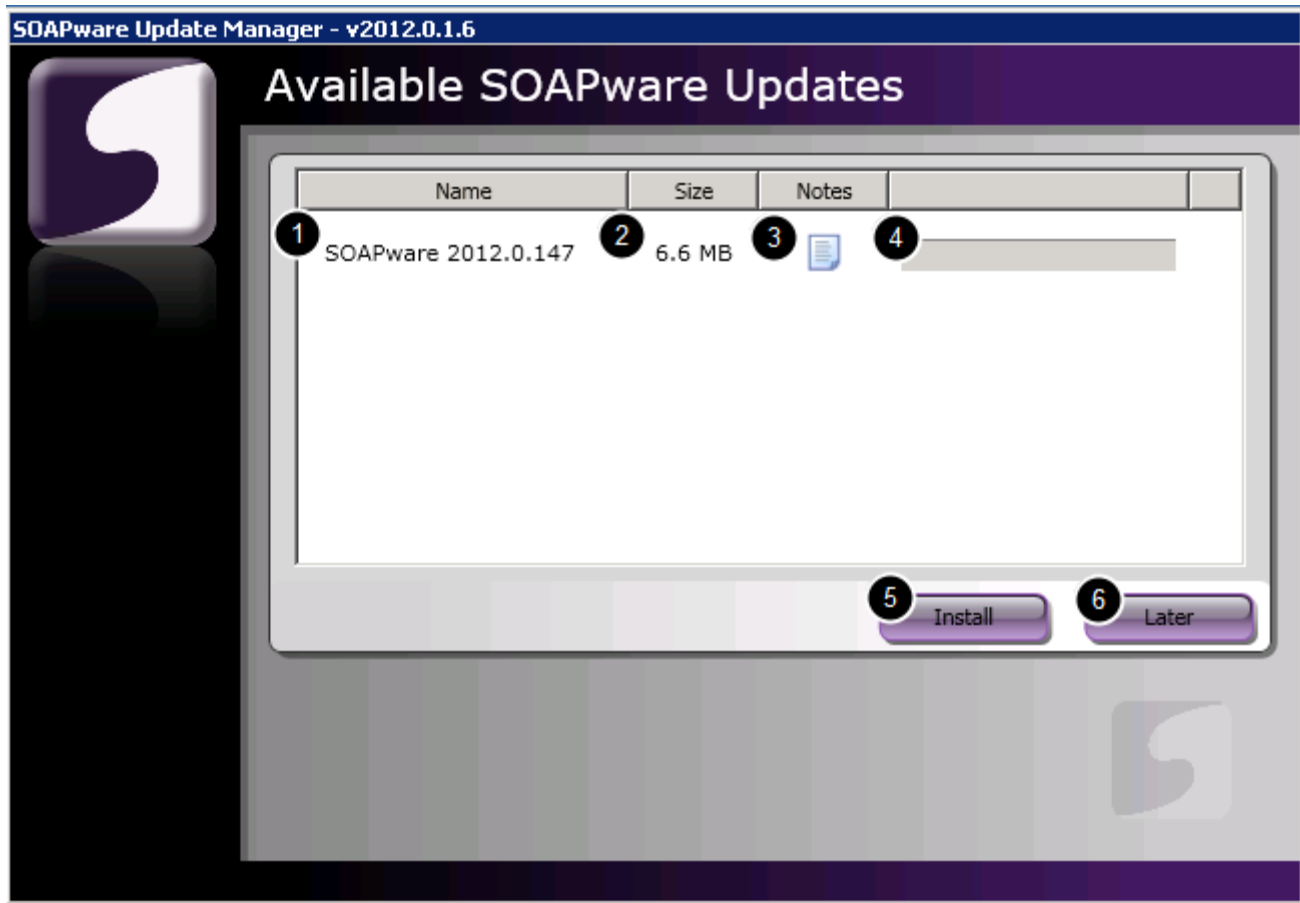 SOAPware Update Manager - v2012.0.1.6
Available SOAPware Updates
Name Size Notes
1 SOAPware 2012.0.147 2 6.6 MB 3 4
5 Install 6 Later